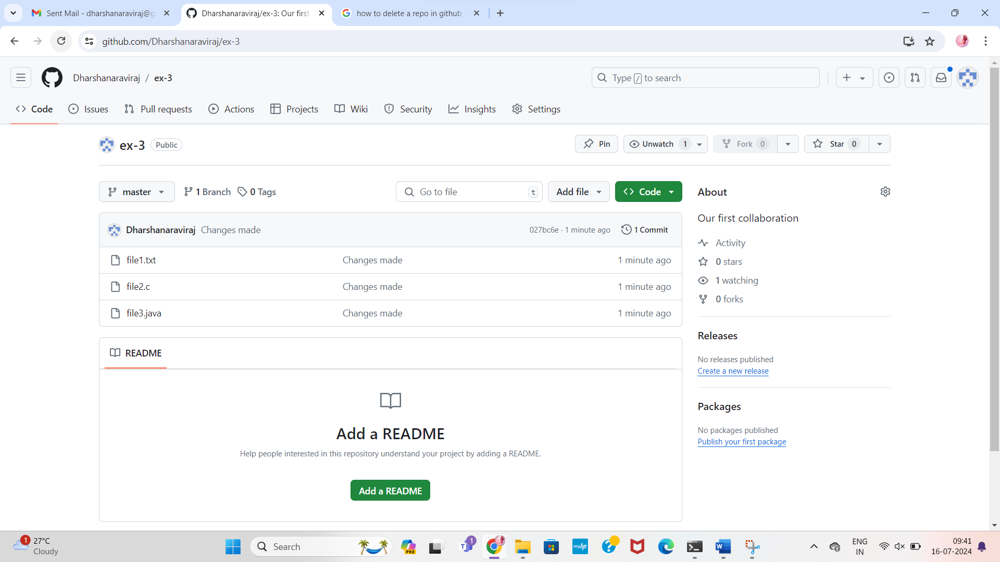 Sent Mail - dharshanaraviraj@g
Dharshanaraviraj/ex-3: Our first
how to delete a repo in github -
github.com/Dharshanaraviraj/ex-3
Dharshanaraviraj / ex-3
Type / to search
Code Issues Pull requests Actions Projects Wiki Security Insights Settings
ex-3 Public
Pin Unwatch 1 Fork 0 Star 0
master 1 Branch 0 Tags Go to file t Add file Code
Dharshanaraviraj Changes made 027bc6e · 1 minute ago 1 Commit
file1.txt Changes made 1 minute ago
file2.c Changes made 1 minute ago
file3.java Changes made 1 minute ago
README
Add a README
Help people interested in this repository understand your project by adding a README.
Add a README
About
Our first collaboration
Activity
0 stars
1 watching
0 forks
Releases
No releases published
Create a new release
Packages
No packages published
Publish your first package
1
27°C
Cloudy
Search
PRE
T 1
myhp
?
W
ENG
IN
09:41
16-07-2024